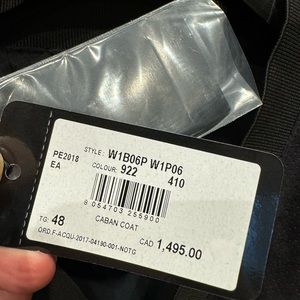 STYLE: W1B06P W1P06
PE2018 COLOUR: 922 410
EA
8 054703 256900
TG: 48 CABAN COAT
ORD.F-ACQU-2017-04190-001-NOTG CAD 1,495.00